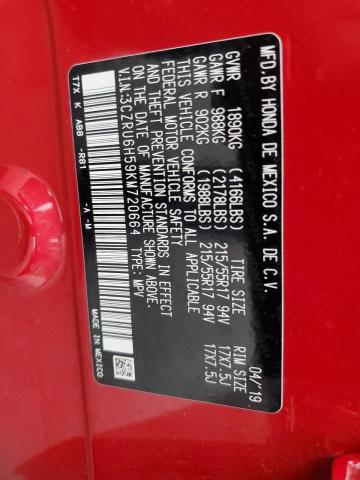 MFD.BY HONDA DE MEXICO S.A. DE C.V. 04/19
GVWR 1890KG (4166LBS) TIRE SIZE RIM SIZE
GAWR F 988KG (2178LBS) 215/55R17 94V 17X7.5J
GAWR R 902KG (1988LBS) 215/55R17 94V 17X7.5J
THIS VEHICLE CONFORMS TO ALL APPLICABLE
FEDERAL MOTOR VEHICLE SAFETY
AND THEFT PREVENTION STANDARDS IN EFFECT
ON THE DATE OF MANUFACTURE SHOWN ABOVE.
V.I.N:3CZRU6H59KM720664 TYPE: MPV
T7X K AB8 -R81 -A -M MADE IN MEXICO